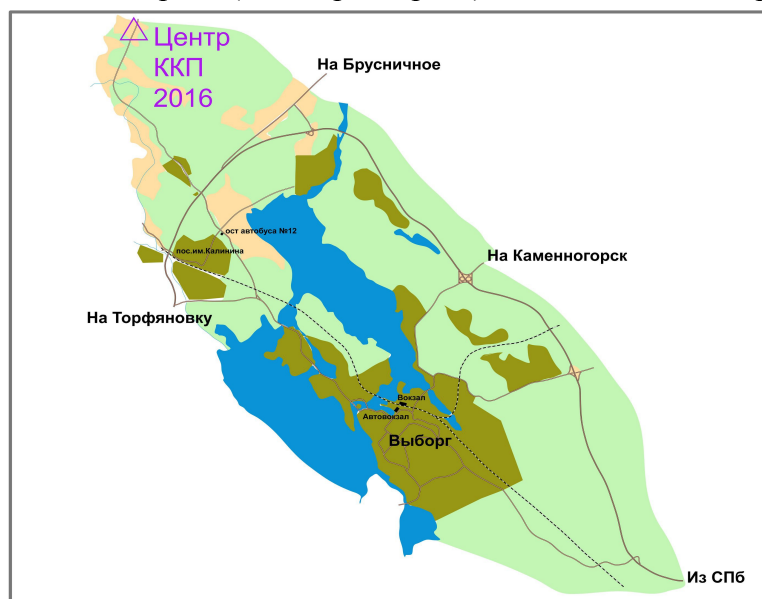 Центр
ККП
2016
На Брусничное
ост автобуса №12
пос.им.Калинина
На Каменногорск
На Торфяновку
Вокзал
Автовокзал
Выборг
Из СПб